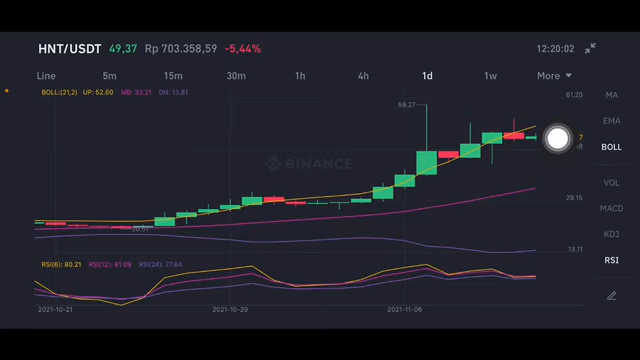 HNT/USDT 49,37 Rp 703.358,59 -5,44% 12:20:02
Line 5m 15m 30m 1h 4h 1d 1w More
BOLL:(21,2) UP: 52.60 MB: 33.21 DN: 13.81
61.20
MA
59.27
EMA
BOLL
BINANCE
VOL
29.15
MACD
KDJ
13.11
RSI(6): 80.21 RSI(12): 81.09 RSI(24): 77.64
RSI
2021-10-21 2021-10-29 2021-11-06